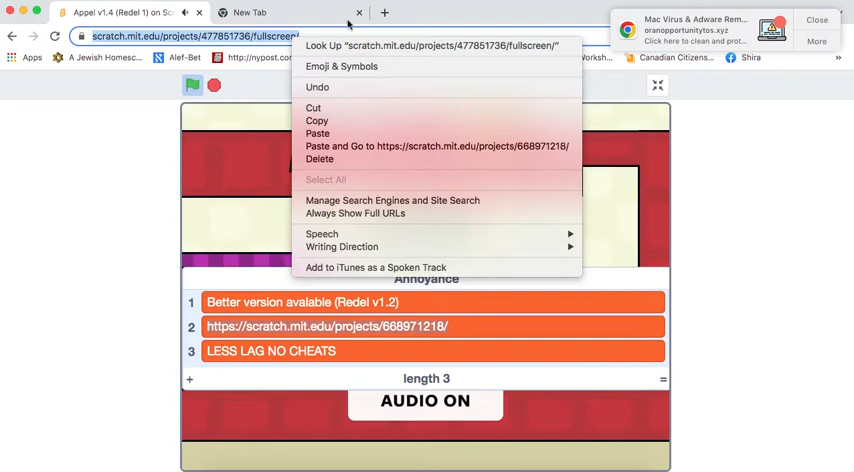 Appel v1.4 (Redel 1) on Sc
New Tab
Mac Virus & Adware Rem...
oranopportunitytos.xyz
Click here to clean and prot
Close
More
scratch.mit.edu/projects/477851736/fullscreen/
Apps
A Jewish Homesc...
Alef-Bet
http://nypost.com
Worksh...
Canadian Citizens...
Shira
»
Look Up “scratch.mit.edu/projects/477851736/fullscreen/”
Emoji & Symbols
Undo
Cut
Copy
Paste
Paste and Go to https://scratch.mit.edu/projects/668971218/
Delete
Select All
Manage Search Engines and Site Search
Always Show Full URLs
Speech
Writing Direction
Add to iTunes as a Spoken Track
Annoyance
1 Better version avalable (Redel v1.2)
2 https://scratch.mit.edu/projects/668971218/
3 LESS LAG NO CHEATS
+ length 3 =
AUDIO ON